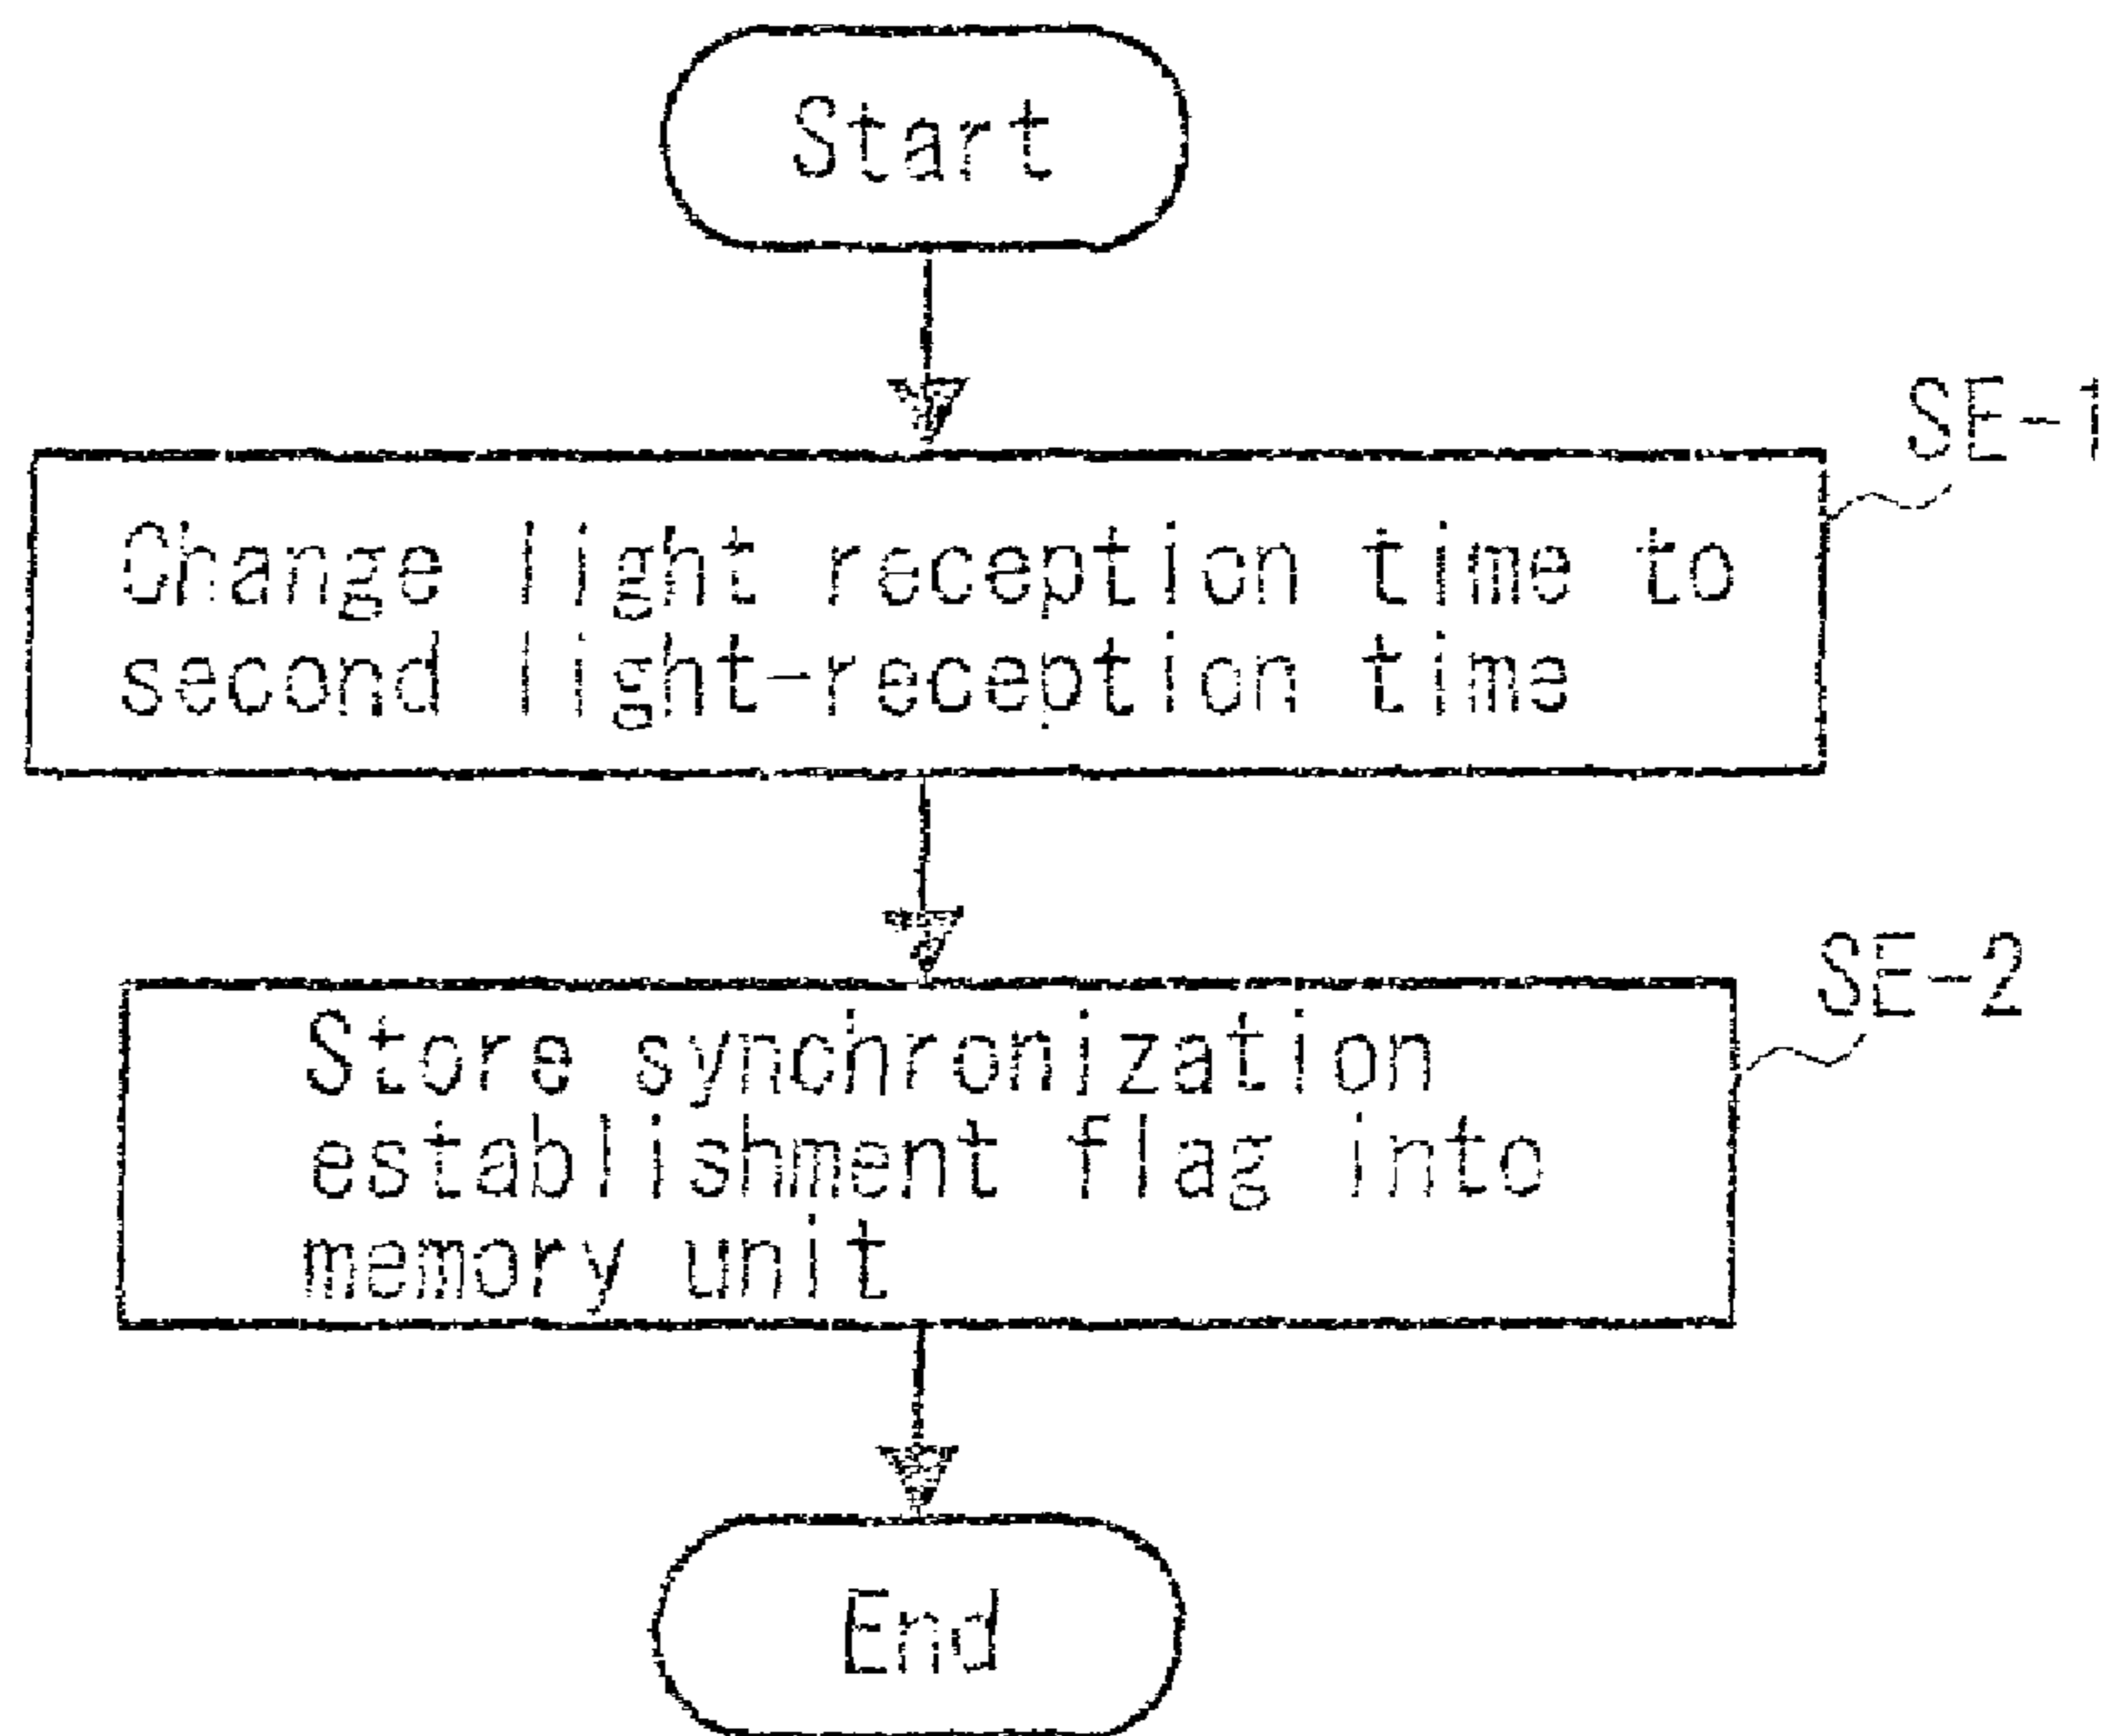 Start
SE-1
Change light reception time to
second light-reception time
SE-2
Store synchronization
establishment flag into
memory unit
End